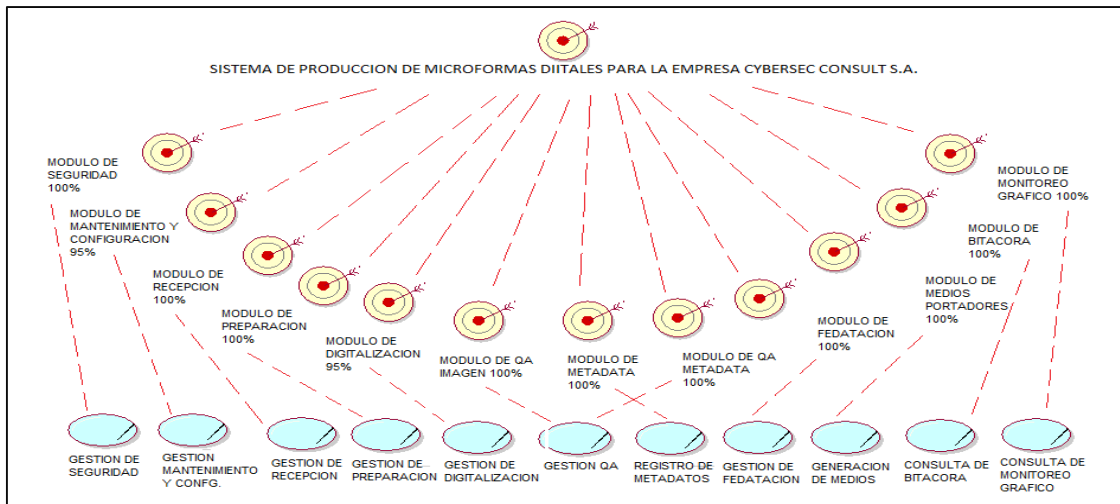 SISTEMA DE PRODUCCION DE MICROFORMAS DIITALES PARA LA EMPRESA CYBERSEC CONSULT S.A.
MODULO DE
SEGURIDAD
100%
MODULO DE
MANTENIMIENTO Y
CONFIGURACION
95%
MODULO DE
RECEPCION
100%
MODULO DE
PREPARACION
100%
MODULO DE
DIGITALIZACION
95%
MODULO DE QA
IMAGEN 100%
MODULO DE
METADATA
100%
MODULO DE QA
METADATA
100%
MODULO DE
FEDATACION
100%
MODULO DE
MEDIOS
PORTADORES
100%
MODULO DE
BITACORA
100%
MODULO DE
MONITOREO
GRAFICO 100%
GESTION DE
SEGURIDAD
GESTION
MANTENIMIENTO
Y CONFG.
GESTION DE
RECEPCION
GESTION DE
PREPARACION
GESTION DE
DIGITALIZACION
GESTION QA
REGISTRO DE
METADATOS
GESTION DE
FEDATACION
GENERACION
DE MEDIOS
CONSULTA DE
BITACORA
CONSULTA DE
MONITOREO
GRAFICO